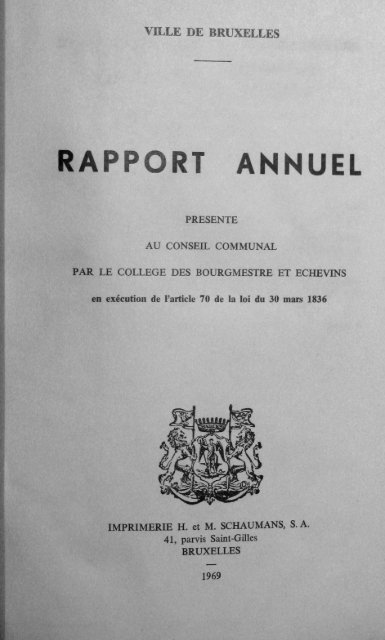 VILLE DE BRUXELLES
RAPPORT ANNUEL
PRESENTE
AU CONSEIL COMMUNAL
PAR LE COLLEGE DES BOURGMESTRE ET ECHEVINS
en exécution de l'article 70 de la loi du 30 mars 1836
IMPRIMERIE H. et M. SCHAUMANS, S. A.
41, parvis Saint-Gilles
BRUXELLES
1969